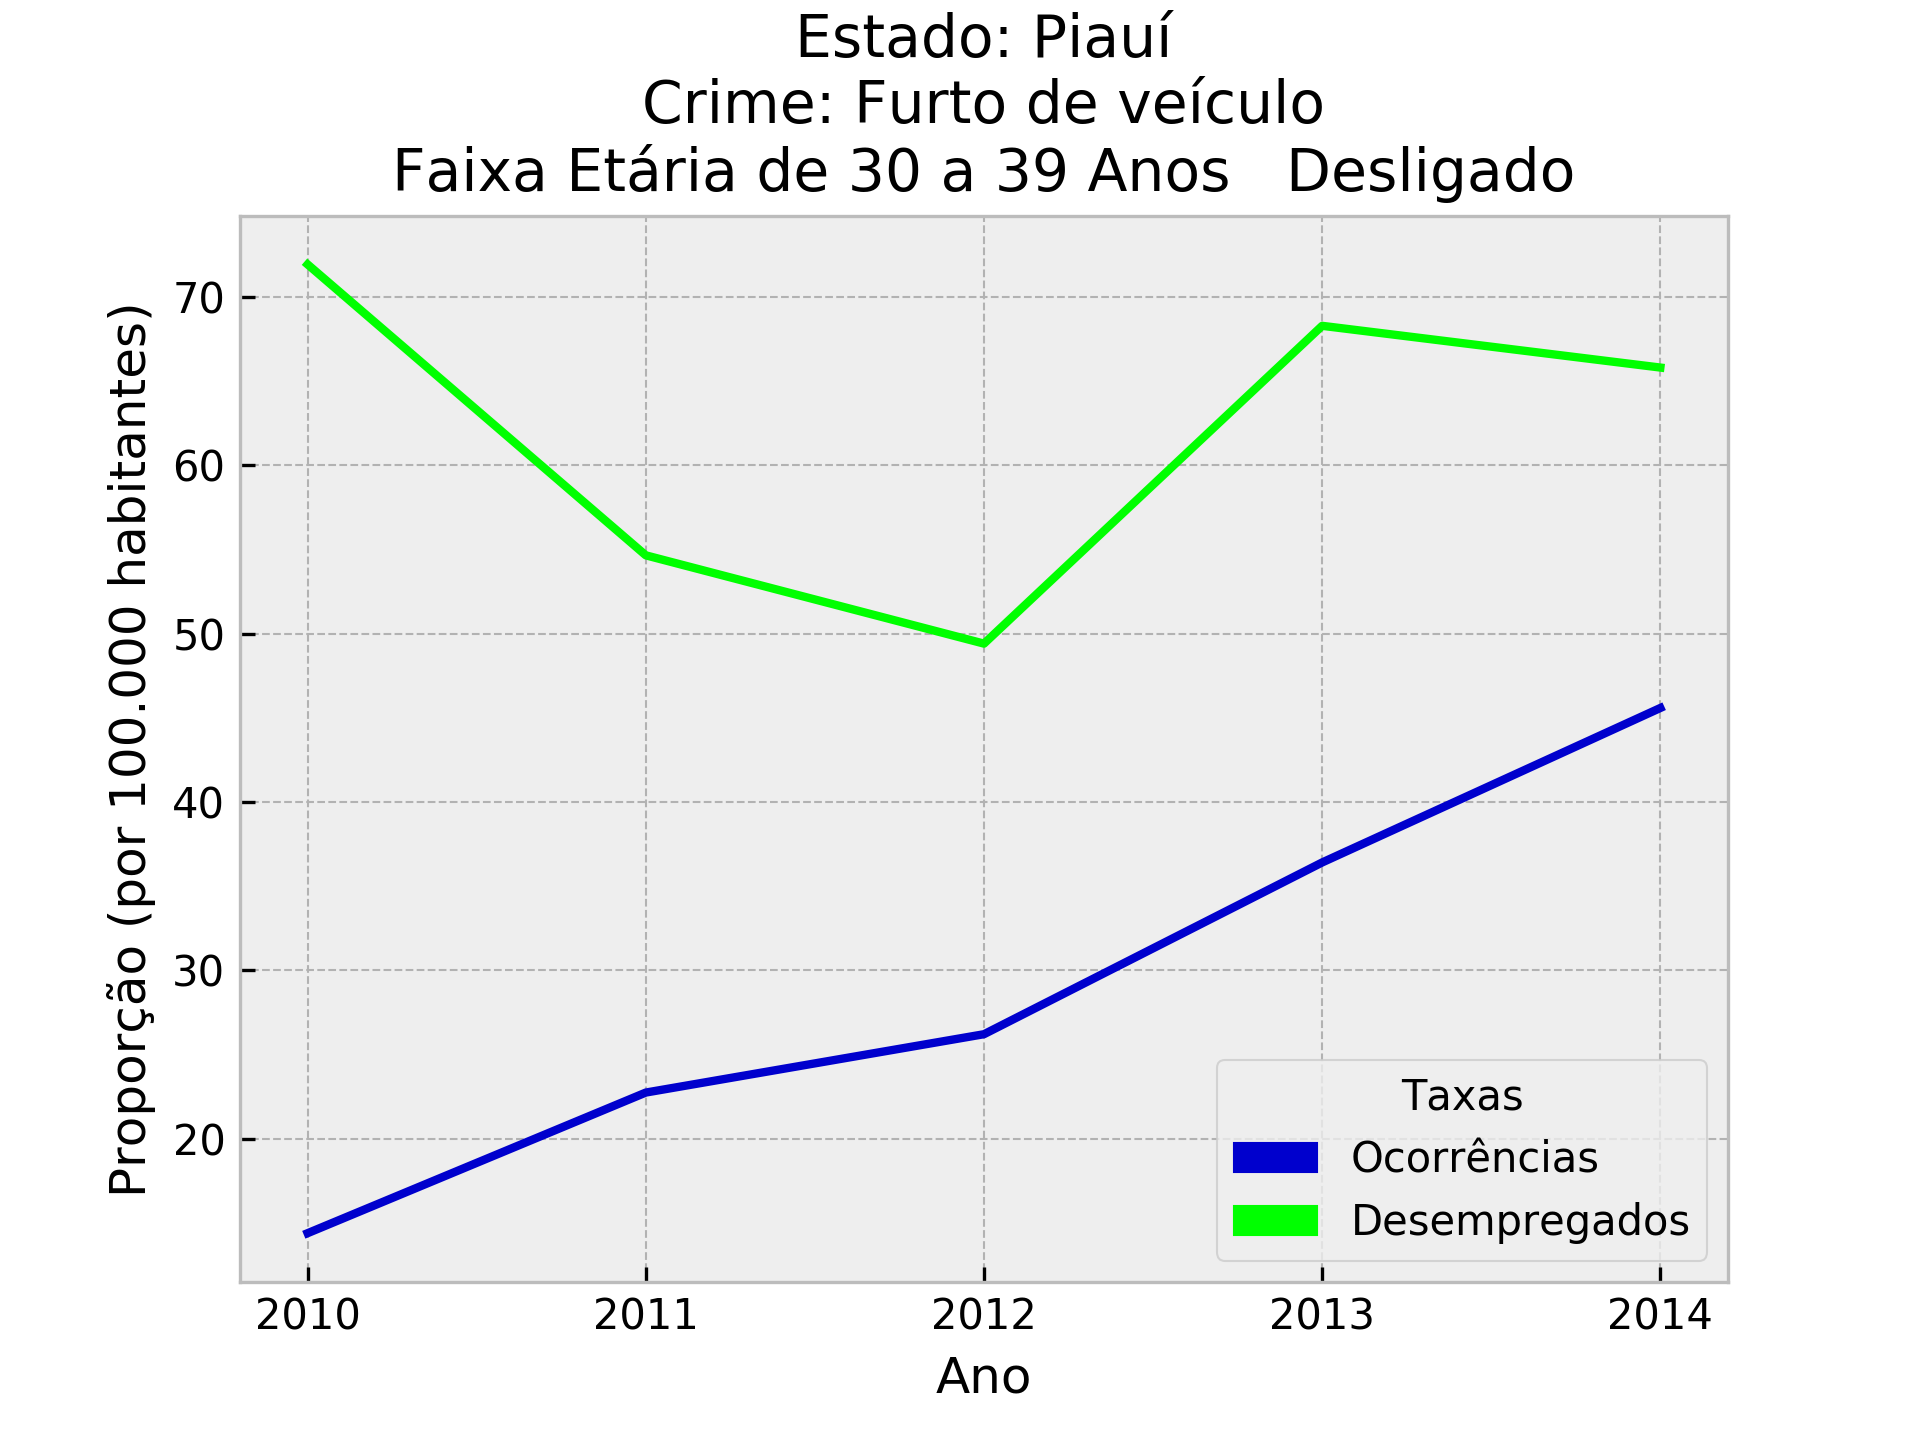 Estado: Piauí
Crime: Furto de veículo
Faixa Etária de 30 a 39 Anos   Desligado
Proporção (por 100.000 habitantes)
70
60
50
40
30
20
Taxas
Ocorrências
Desempregados
2010 2011 2012 2013 2014
Ano